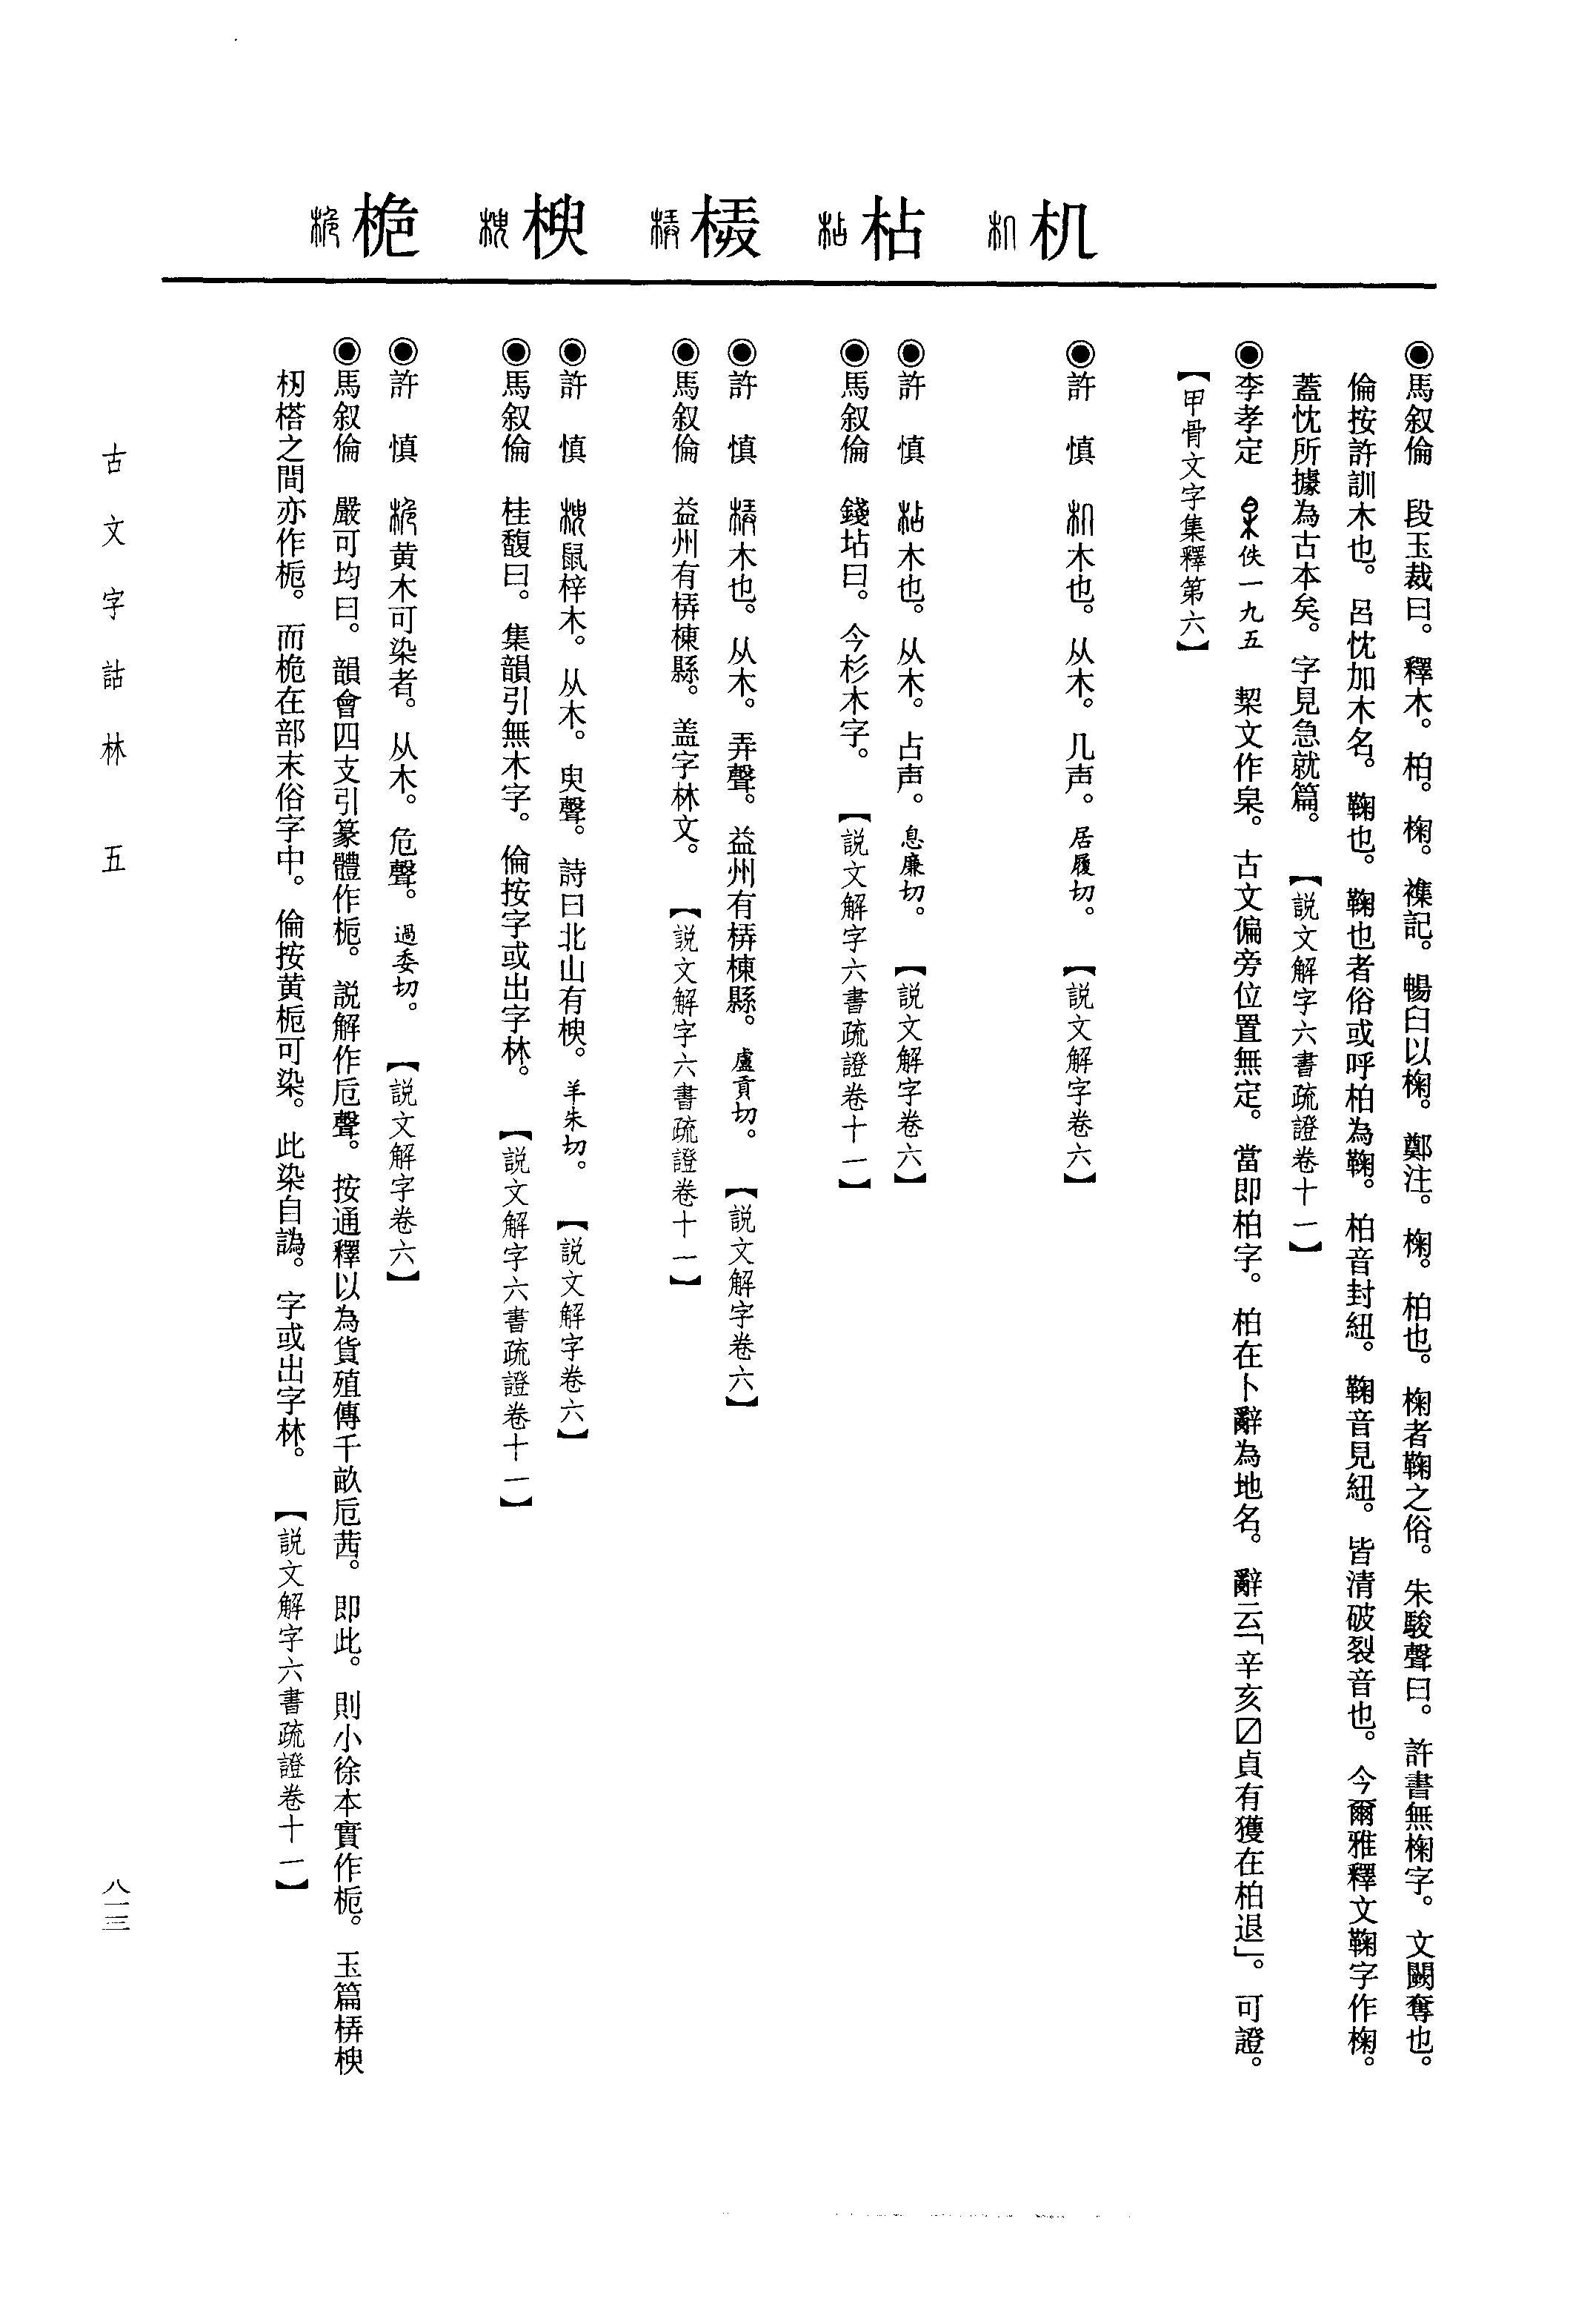 机
枯
梇
楰
桅
◉馬叙倫　段玉裁曰。釋木。柏。椈。襍記。暢臼以椈。鄭注。椈。柏也。椈者鞠之俗。朱駿聲曰。許書無椈字。文闕奪也。
倫按許訓木也。呂忱加木名。鞠也。鞠也者俗或呼柏為鞠。柏音封紐。鞠音見紐。皆清破裂音也。今爾雅釋文鞠字作椈。
蓋忱所據為古本矣。字見急就篇。【説文解字六書疏證卷十一】
◉李孝定　佚一九五　栔文作𣐩。古文偏旁位置無定。當即柏字。柏在卜辭為地名。辭云「辛亥〼貞有獲在柏退」。可證。
【甲骨文字集釋第六】
◉許　慎　机木也。从木。几声。居履切。【説文解字卷六】
◉許　慎　枮木也。从木。占声。息廉切。【説文解字卷六】
◉馬叙倫　錢坫曰。今杉木字。【説文解字六書疏證卷十一】
◉許　慎　梇木也。从木。弄聲。益州有梇棟縣。盧貢切。【説文解字卷六】
◉馬叙倫　益州有梇棟縣。盖字林文。【説文解字六書疏證卷十一】
◉許　慎　楰鼠梓木。从木。臾聲。詩曰北山有楰。羊朱切。【説文解字卷六】
◉馬叙倫　桂馥曰。集韻引無木字。倫按字或出字林。【説文解字六書疏證卷十一】
◉許　慎　桅黄木可染者。从木。危聲。過委切。【説文解字卷六】
◉馬叙倫　嚴可均曰。韻會四支引篆體作梔。説解作卮聲。按通釋以為貨殖傳千畝卮茜。即此。則小徐本實作梔。玉篇梇楰
杒榙之間亦作梔。而桅在部末俗字中。倫按黄梔可染。此染自譌。字或出字林。【説文解字六書疏證卷十一】
古文字詁林　五
八一三